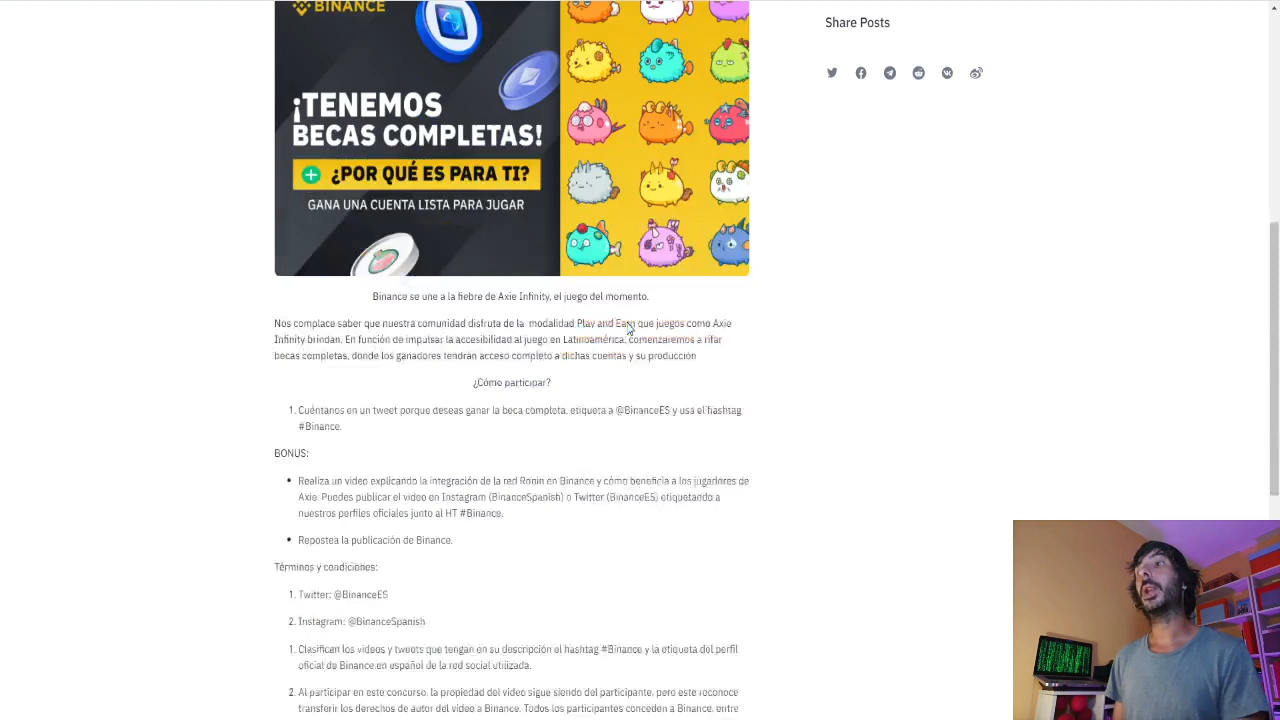 BINANCE
Share Posts
¡TENEMOS
BECAS COMPLETAS!
¿POR QUÉ ES PARA TI?
GANA UNA CUENTA LISTA PARA JUGAR
Binance se une a la fiebre de Axie Infinity, el juego del momento.
Nos complace saber que nuestra comunidad disfruta de la modalidad Play and Earn que juegos como Axie
Infinity brindan. En función de impulsar la accesibilidad al juego en Latinoamérica, comenzaremos a rifar
becas completas, donde los ganadores tendrán acceso completo a dichas cuentas y su producción
¿Cómo participar?
1. Cuéntanos en un tweet porque deseas ganar la beca completa, etiqueta a @BinanceES y usa el hashtag
#Binance.
BONUS:
• Realiza un video explicando la integración de la red Ronin en Binance y cómo beneficia a los jugadores de
Axie. Puedes publicar el video en Instagram (BinanceSpanish) o Twitter (BinanceES) etiquetando a
nuestros perfiles oficiales junto al HT #Binance.
• Repostea la publicación de Binance.
Términos y condiciones:
1. Twitter: @BinanceES
2. Instagram: @BinanceSpanish
1. Clasifican los videos y tweets que tengan en su descripción el hashtag #Binance y la etiqueta del perfil
oficial de Binance en español de la red social utilizada.
2. Al participar en este concurso, la propiedad del video sigue siendo del participante, pero este reconoce
transferir los derechos de autor del video a Binance. Todos los participantes conceden a Binance, entre